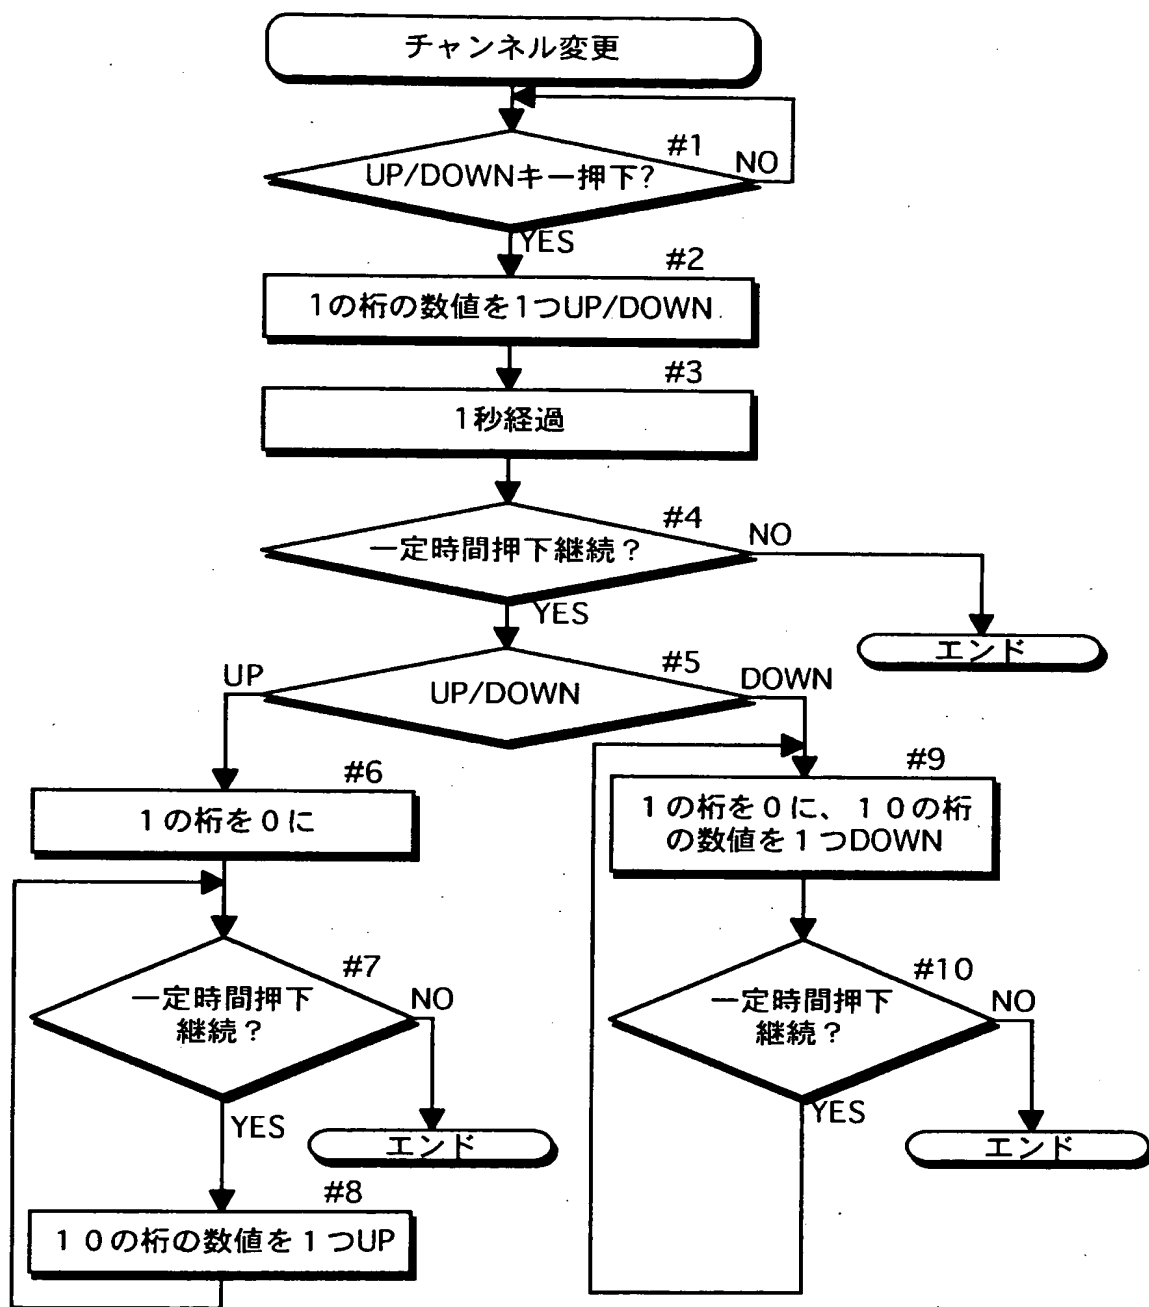 チャンネル変更
#1
UP/DOWNキー押下?
NO
YES
#2
1の桁の数値を1つUP/DOWN
#3
1秒経過
#4
一定時間押下継続？
NO
YES
エンド
#5
UP
UP/DOWN
DOWN
#6
１の桁を０に
#9
１の桁を０に、１０の桁
の数値を１つDOWN
#7
一定時間押下
継続？
NO
YES
エンド
#10
一定時間押下
継続？
NO
YES
エンド
#8
１０の桁の数値を１つUP